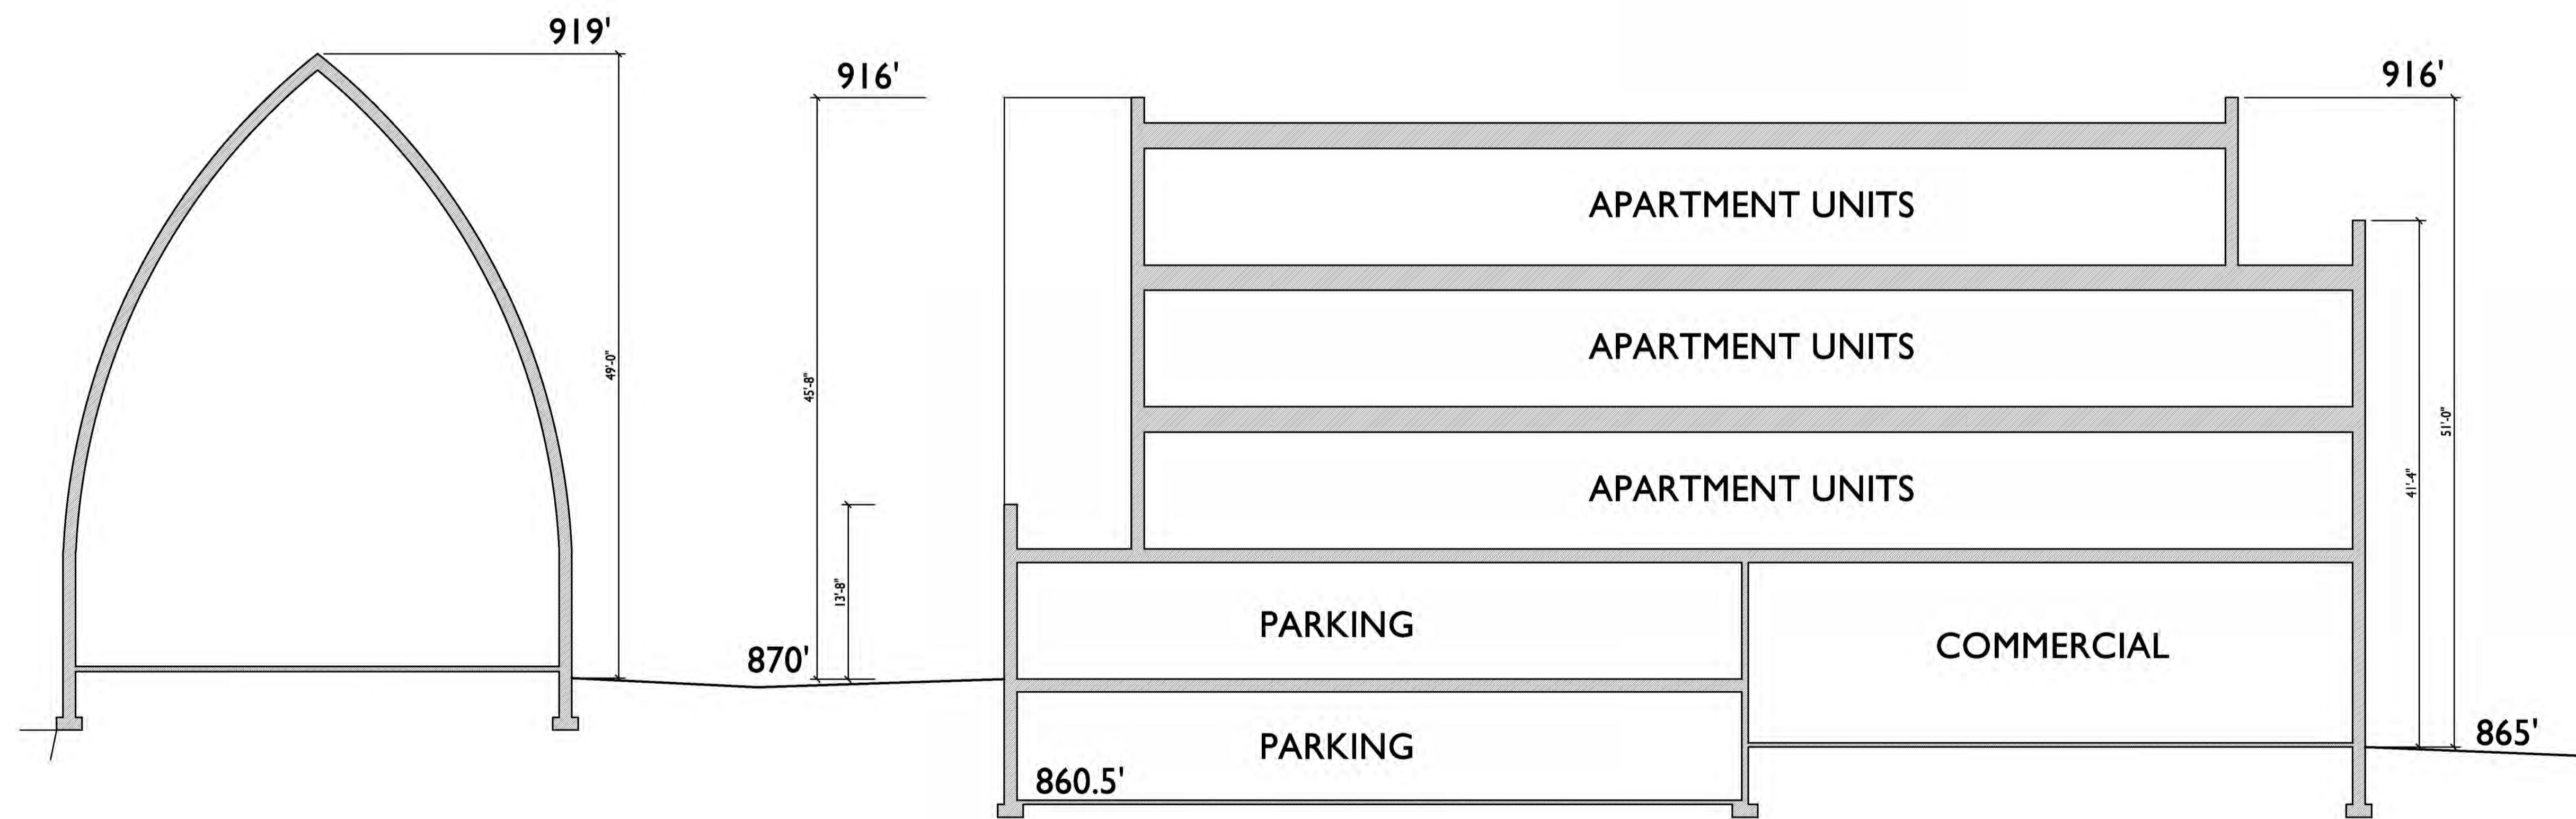 919'
916'
916'
APARTMENT UNITS
APARTMENT UNITS
49'-0"
45'-8"
51'-0"
41'-4"
APARTMENT UNITS
13'-8"
PARKING
COMMERCIAL
870'
865'
PARKING
860.5'